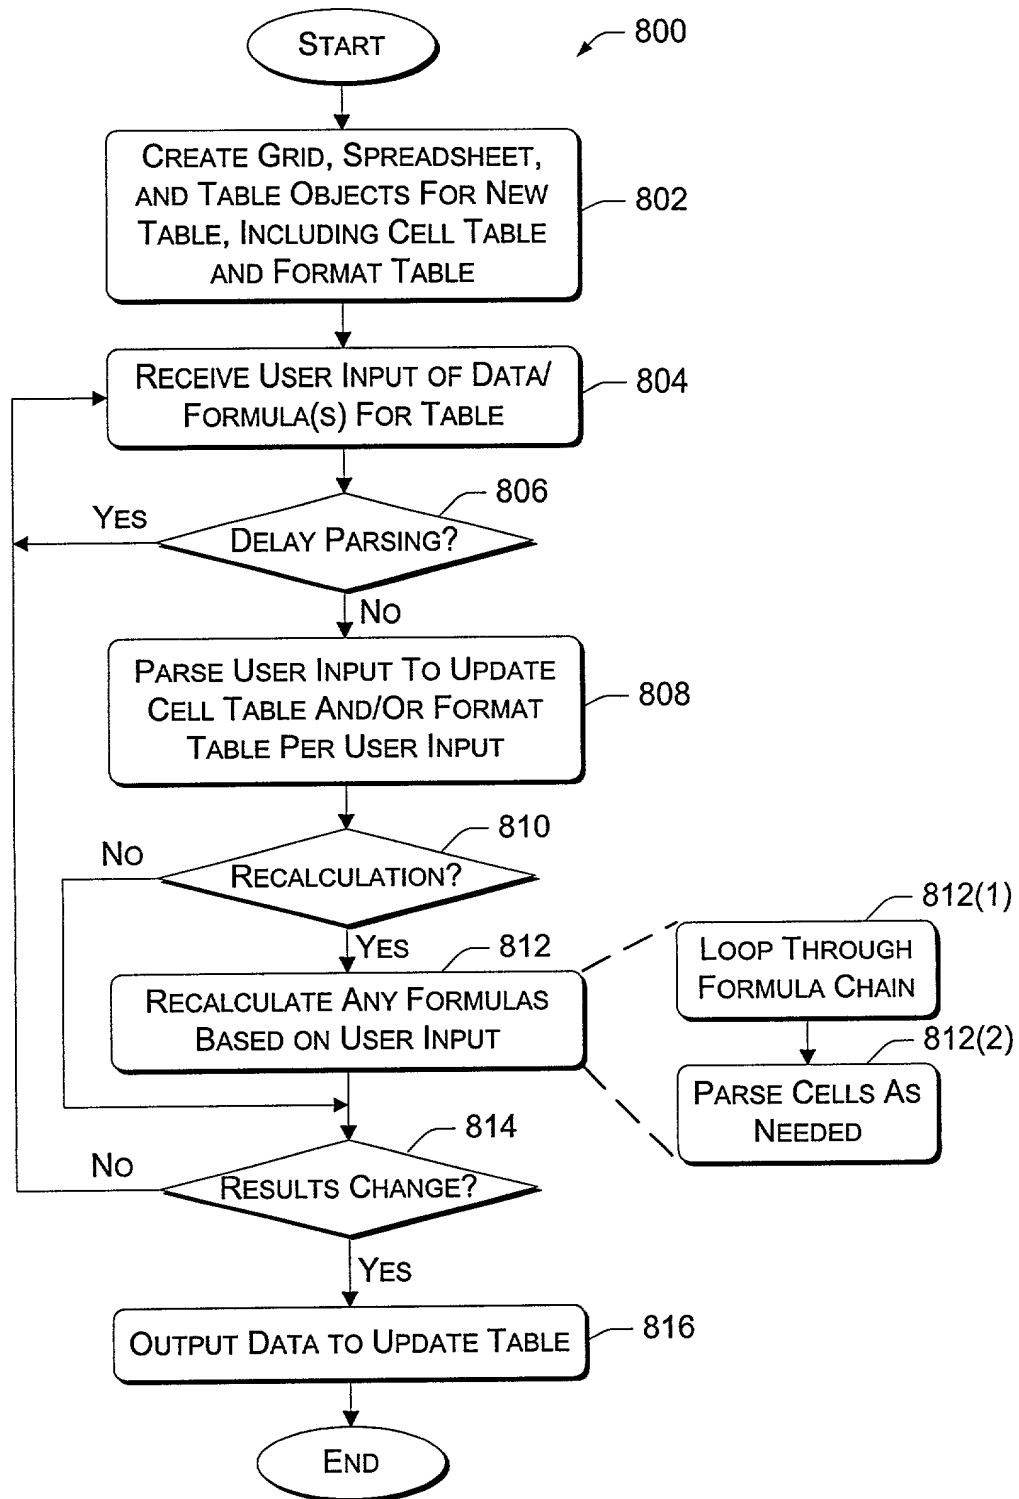 START
800
CREATE GRID, SPREADSHEET,
AND TABLE OBJECTS FOR NEW
TABLE, INCLUDING CELL TABLE
AND FORMAT TABLE
802
RECEIVE USER INPUT OF DATA/
FORMULA(S) FOR TABLE
804
806
YES
DELAY PARSING?
NO
PARSE USER INPUT TO UPDATE
CELL TABLE AND/OR FORMAT
TABLE PER USER INPUT
808
810
NO
RECALCULATION?
YES
812
RECALCULATE ANY FORMULAS
BASED ON USER INPUT
812(1)
LOOP THROUGH
FORMULA CHAIN
812(2)
PARSE CELLS AS
NEEDED
814
NO
RESULTS CHANGE?
YES
OUTPUT DATA TO UPDATE TABLE
816
END